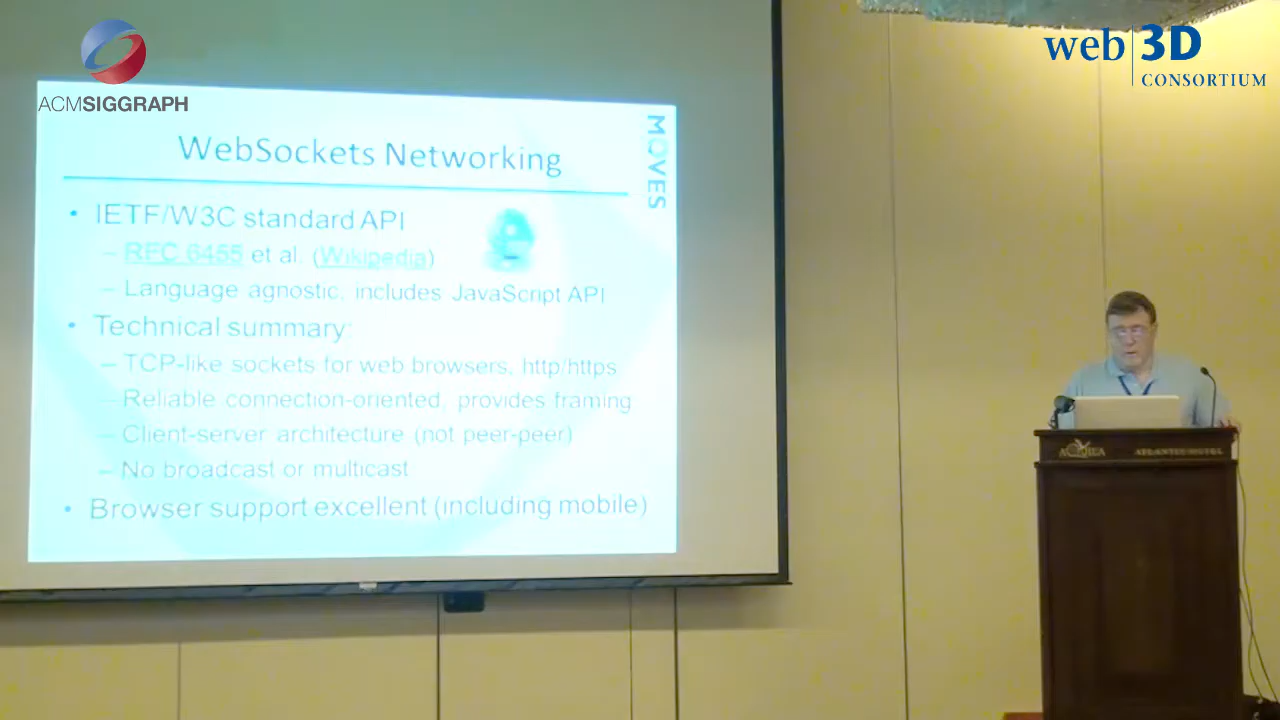 ACMSIGGRAPH
web 3D
CONSORTIUM
MOVES
WebSockets Networking
• IETF/W3C standard API
– RFC 6455 et al. (Wikipedia)
– Language agnostic, includes JavaScript API
• Technical summary:
– TCP-like sockets for web browsers, http/https
– Reliable connection-oriented, provides framing
– Client-server architecture (not peer-peer)
– No broadcast or multicast
• Browser support excellent (including mobile)